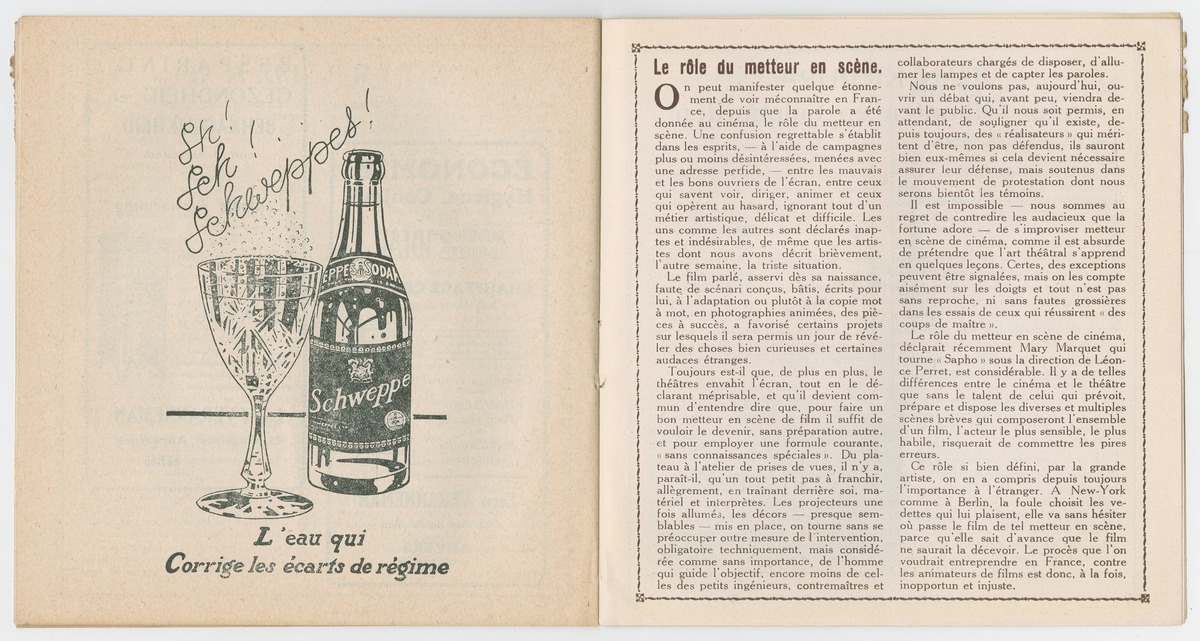 Sh!
Sch!
Schweppes!
EPPES SODA
Schweppe
L'eau qui
Corrige les écarts de régime
Le rôle du metteur en scène.
On peut manifester quelque étonne-
ment de voir méconnaître en Fran-
ce, depuis que la parole a été
donnée au cinéma, le rôle du metteur en
scène. Une confusion regrettable s'établit
dans les esprits, — à l'aide de campagnes
plus ou moins désintéressées, menées avec
une adresse perfide, — entre les mauvais
et les bons ouvriers de l'écran, entre ceux
qui savent voir, diriger, animer et ceux
qui opèrent au hasard, ignorant tout d'un
métier artistique, délicat et difficile. Les
uns comme les autres sont déclarés inap-
tes et indésirables, de même que les artis-
tes dont nous avons décrit brièvement,
l'autre semaine, la triste situation.
Le film parlé, asservi dès sa naissance,
faute de scénari conçus, bâtis, écrits pour
lui, à l'adaptation ou plutôt à la copie mot
à mot, en photographies animées, des piè-
ces à succès, a favorisé certains projets
sur lesquels il sera permis un jour de révé-
ler des choses bien curieuses et certaines
audaces étranges.
Toujours est-il que, de plus en plus, le
théâtres envahit l'écran, tout en le dé-
clarant méprisable, et qu'il devient com-
mun d'entendre dire que, pour faire un
bon metteur en scène de film il suffit de
vouloir le devenir, sans préparation autre,
et pour employer une formule courante,
« sans connaissances spéciales ». Du pla-
teau à l'atelier de prises de vues, il n'y a,
paraît-il, qu'un tout petit pas à franchir,
allègrement, en traînant derrière soi, ma-
tériel et interprètes. Les projecteurs une
fois allumés, les décors — presque sem-
blables — mis en place, on tourne sans se
préoccuper outre mesure de l'intervention,
obligatoire techniquement, mais considé-
rée comme sans importance, de l'homme
qui guide l'objectif, encore moins de cel-
les des petits ingénieurs, contremaîtres et
collaborateurs chargés de disposer, d'allu-
mer les lampes et de capter les paroles.
Nous ne voulons pas, aujourd'hui, ou-
vrir un débat qui, avant peu, viendra de-
vant le public. Qu'il nous soit permis, en
attendant, de souligner qu'il existe, de-
puis toujours, des « réalisateurs » qui méri-
tent d'être, non pas défendus, ils sauront
bien eux-mêmes si cela devient nécessaire
assurer leur défense, mais soutenus dans
le mouvement de protestation dont nous
serons bientôt les témoins.
Il est impossible — nous sommes au
regret de contredire les audacieux que la
fortune adore — de s'improviser metteur
en scène de cinéma, comme il est absurde
de prétendre que l'art théâtral s'apprend
en quelques leçons. Certes, des exceptions
peuvent être signalées, mais on les compte
aisément sur les doigts et tout n'est pas
sans reproche, ni sans fautes grossières
dans les essais de ceux qui réussirent « des
coups de maître ».
Le rôle du metteur en scène de cinéma,
déclarait récemment Mary Marquet qui
tourne « Sapho » sous la direction de Léon-
ce Perret, est considérable. Il y a de telles
différences entre le cinéma et le théâtre
que sans le talent de celui qui prévoit,
prépare et dispose les diverses et multiples
scènes brèves qui composeront l'ensemble
d'un film, l'acteur le plus sensible, le plus
habile, risquerait de commettre les pires
erreurs.
Ce rôle si bien défini, par la grande
artiste, on en a compris depuis toujours
l'importance à l'étranger. A New-York
comme à Berlin, la foule choisit les ve-
dettes qui lui plaisent, elle va sans hésiter
où passe le film de tel metteur en scène,
parce qu'elle sait d'avance que le film
ne saurait la décevoir. Le procès que l'on
voudrait entreprendre en France, contre
les animateurs de films est donc, à la fois,
inopportun et injuste.